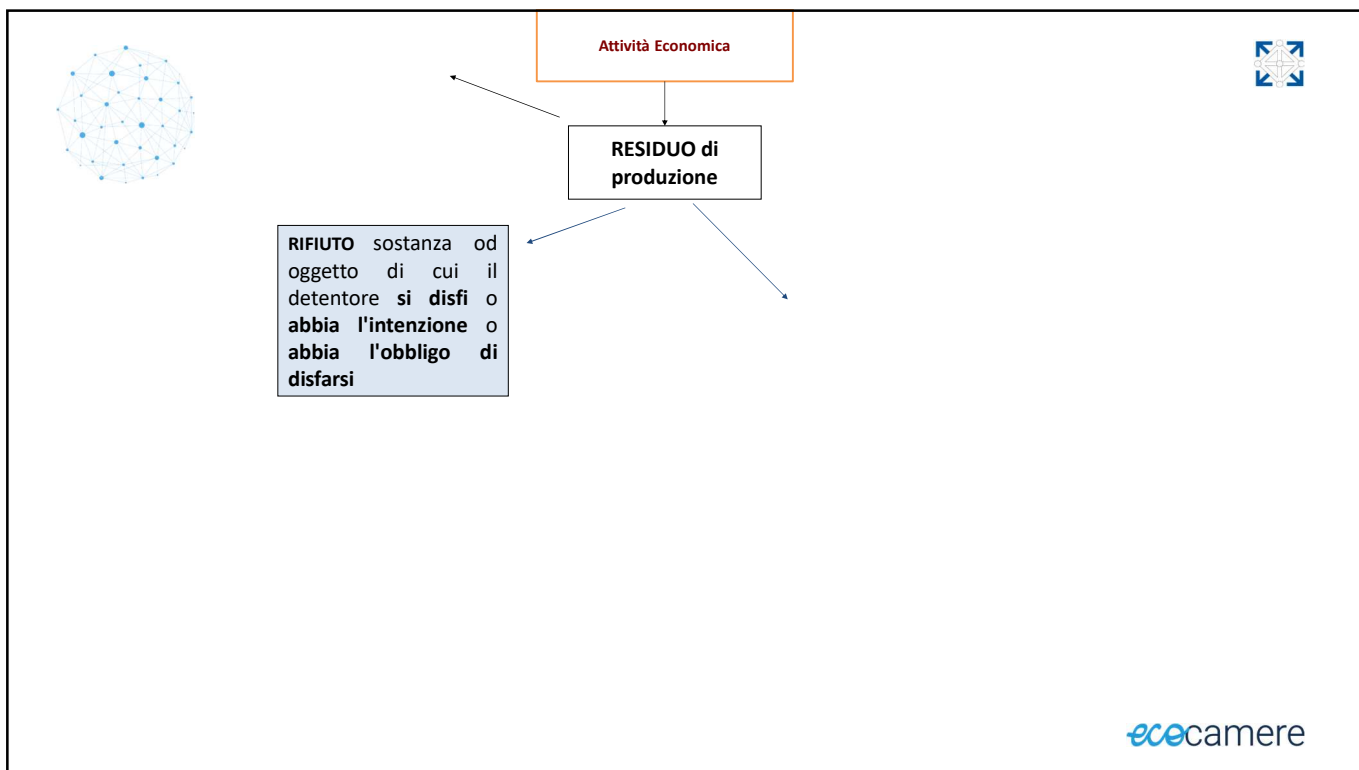 Attività Economica
RESIDUO di
produzione
RIFIUTO sostanza od
oggetto di cui il
detentore si disfi o
abbia l'intenzione o
abbia l'obbligo di
disfarsi
ecocamere